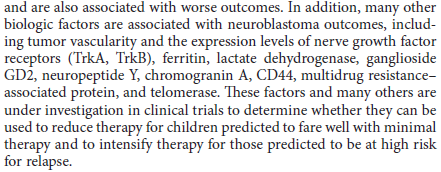 and are also associated with worse outcomes. In addition, many other
biologic factors are associated with neuroblastoma outcomes, includ-
ing tumor vascularity and the expression levels of nerve growth factor
receptors (TrkA, TrkB), ferritin, lactate dehydrogenase, ganglioside
GD2, neuropeptide Y, chromogranin A, CD44, multidrug resistance–
associated protein, and telomerase. These factors and many others are
under investigation in clinical trials to determine whether they can be
used to reduce therapy for children predicted to fare well with minimal
therapy and to intensify therapy for those predicted to be at high risk
for relapse.